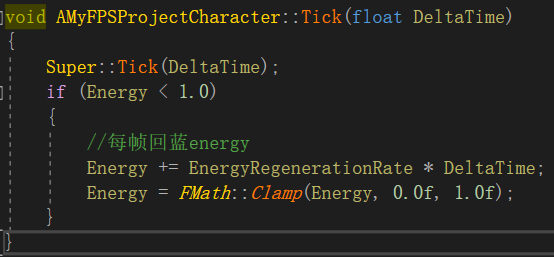 void AMyFPSProjectCharacter::Tick(float DeltaTime)
{
Super::Tick(DeltaTime);
if (Energy < 1.0)
{
//每帧回蓝energy
Energy += EnergyRegenerationRate * DeltaTime;
Energy = FMath::Clamp(Energy, 0.0f, 1.0f);
}
}